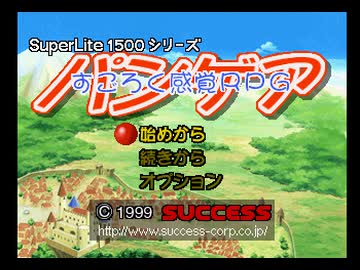 SuperLite 1500 シリーズ
パンゲア
すごろく感覚RPG
始めから
続きから
オプション
© 1999 SUCCESS
http://www.success-corp.co.jp/